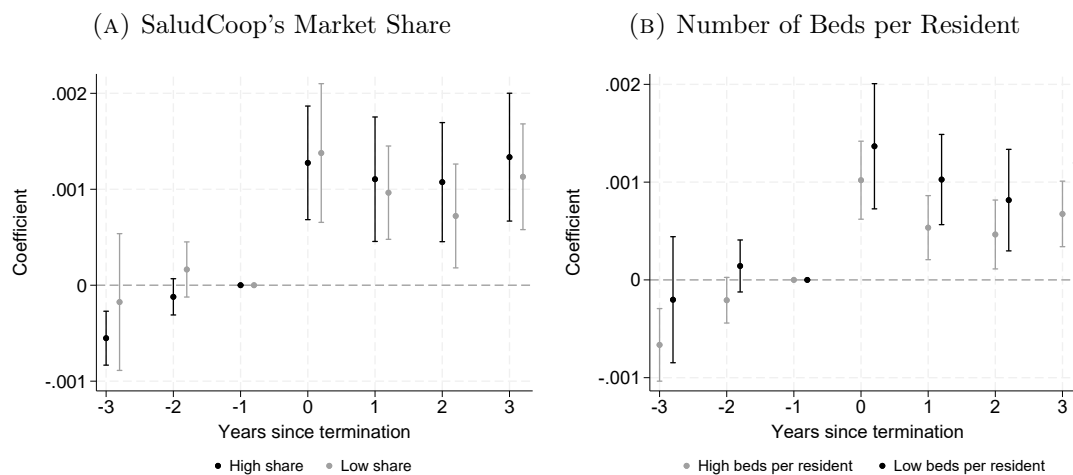 (A) SaludCoop's Market Share
.002
.001
0
-.001
Coefficient
-3 -2 -1 0 1 2 3
Years since termination
High share Low share
(B) Number of Beds per Resident
.002
.001
0
-.001
Coefficient
-3 -2 -1 0 1 2 3
Years since termination
High beds per resident Low beds per resident